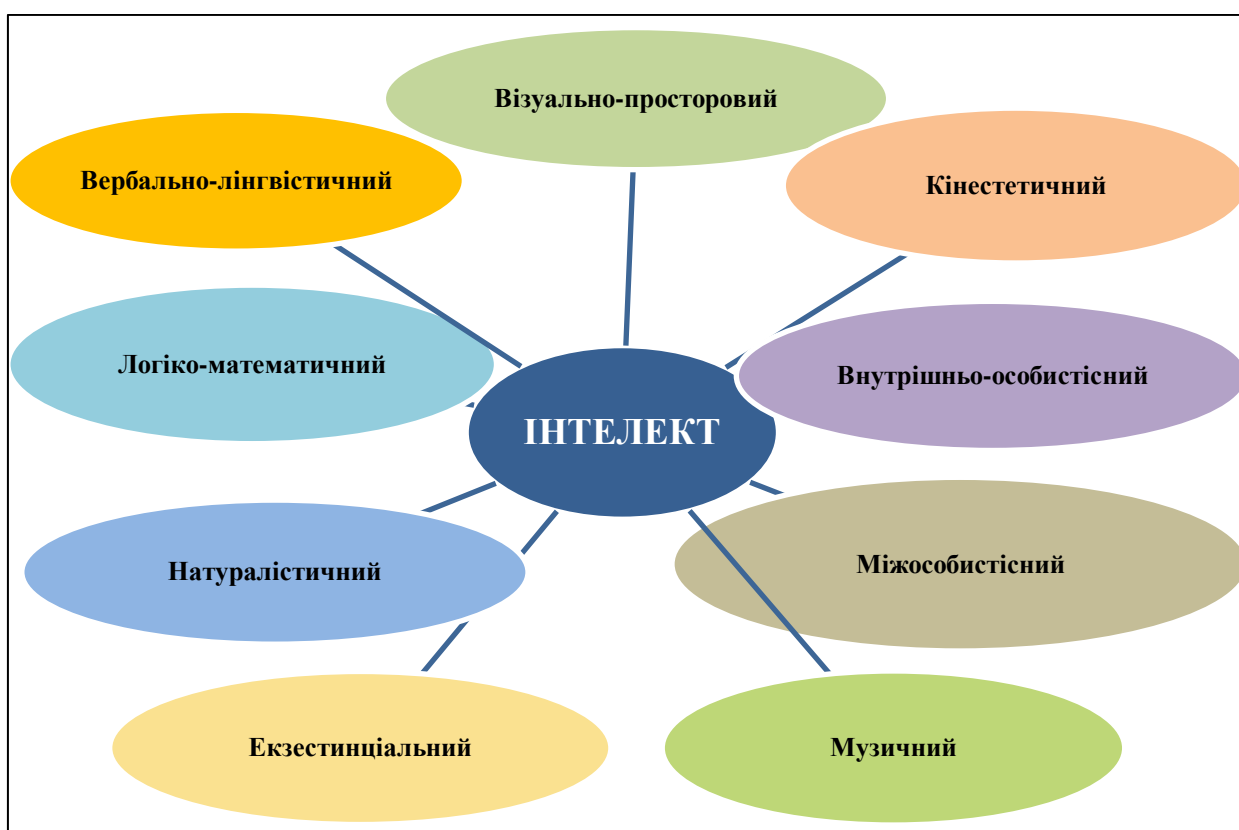 Візуально-просторовий
Вербально-лінгвістичний
Кінестетичний
Логіко-математичний
Внутрішньо-особистісний
ІНТЕЛЕКТ
Натуралістичний
Міжособистісний
Екзестинціальний
Музичний